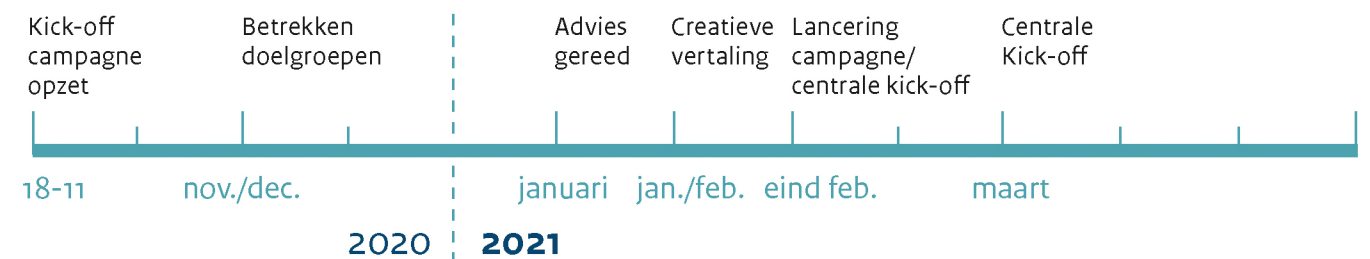 Kick-off
campagne
opzet
Betrekken
doelgroepen
Advies
gereed
Creatieve
vertaling
Lancering
campagne/
centrale kick-off
Centrale
Kick-off
18-11
nov./dec.
januari
jan./feb.
eind feb.
maart
2020
2021